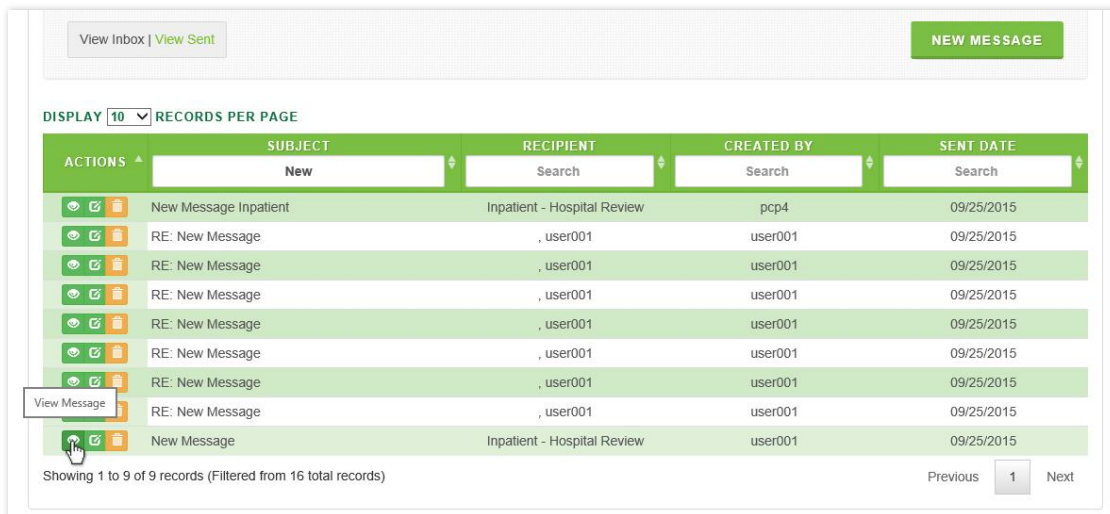 View Inbox | View Sent
NEW MESSAGE
DISPLAY 10 RECORDS PER PAGE
ACTIONS SUBJECT RECIPIENT CREATED BY SENT DATE
New Search Search Search
New Message Inpatient Inpatient - Hospital Review pcp4 09/25/2015
RE: New Message , user001 user001 09/25/2015
RE: New Message , user001 user001 09/25/2015
RE: New Message , user001 user001 09/25/2015
RE: New Message , user001 user001 09/25/2015
RE: New Message , user001 user001 09/25/2015
RE: New Message , user001 user001 09/25/2015
View Message
RE: New Message , user001 user001 09/25/2015
New Message Inpatient - Hospital Review user001 09/25/2015
Showing 1 to 9 of 9 records (Filtered from 16 total records)
Previous 1 Next